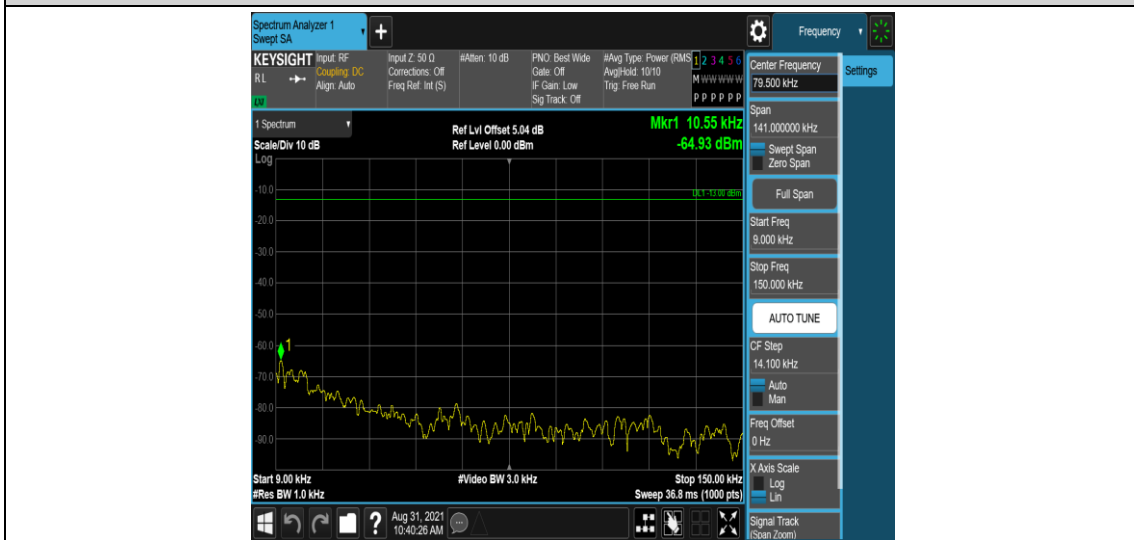 Spectrum Analyzer 1
Swept SA
+
Frequency
KEYSIGHT
RL
LXI
Input: RF
Coupling: DC
Align: Auto
Input Z: 50 Ω
Corrections: Off
Freq Ref: Int (S)
#Atten: 10 dB
PNO: Best Wide
Gate: Off
IF Gain: Low
Sig Track: Off
#Avg Type: Power (RMS
Avg|Hold: 10/10
Trig: Free Run
1 2 3 4 5 6
M W W W W W
P P P P P P
1 Spectrum
Scale/Div 10 dB
Log
Ref Lvl Offset 5.04 dB
Ref Level 0.00 dBm
Mkr1 10.55 kHz
-64.93 dBm
DL1 -13.00 dBm
-10.0
-20.0
-30.0
-40.0
-50.0
-60.0
1
-70.0
-80.0
-90.0
Start 9.00 kHz
#Res BW 1.0 kHz
#Video BW 3.0 kHz
Stop 150.00 kHz
Sweep 36.8 ms (1000 pts)
Center Frequency
79.500 kHz
Settings
Span
141.000000 kHz
Swept Span
Zero Span
Full Span
Start Freq
9.000 kHz
Stop Freq
150.000 kHz
AUTO TUNE
CF Step
14.100 kHz
Auto
Man
Freq Offset
0 Hz
X Axis Scale
Log
Lin
Signal Track
(Span Zoom)
?
Aug 31, 2021
10:40:26 AM